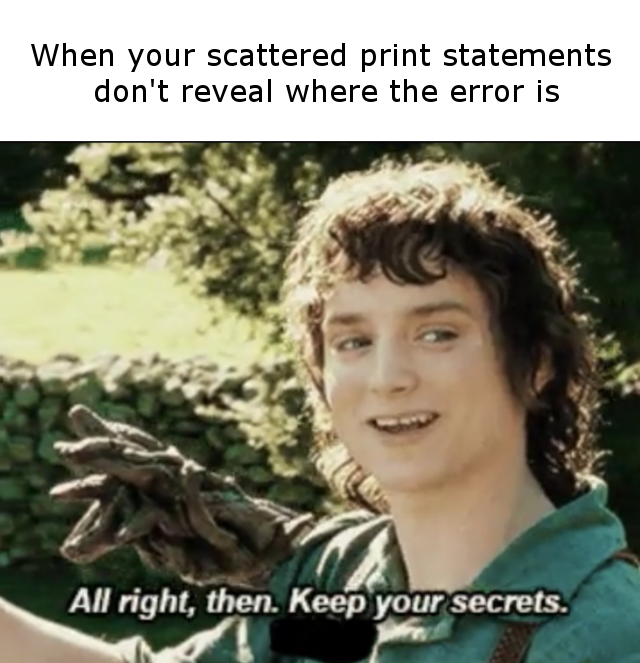 When your scattered print statements
don't reveal where the error is
All right, then. Keep your secrets.